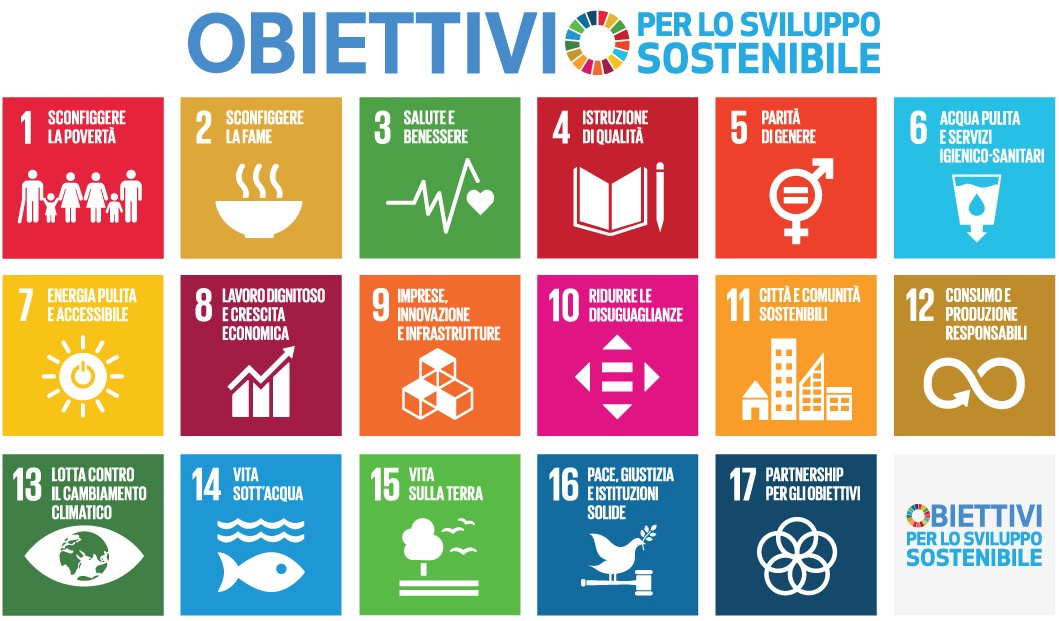 OBIETTIVI PER LO SVILUPPO
SOSTENIBILE
1 SCONFIGGERE
LA POVERTÀ
2 SCONFIGGERE
LA FAME
3 SALUTE E
BENESSERE
4 ISTRUZIONE
DI QUALITÀ
5 PARITÀ
DI GENERE
6 ACQUA PULITA
E SERVIZI
IGIENICO-SANITARI
7 ENERGIA PULITA
E ACCESSIBILE
8 LAVORO DIGNITOSO
E CRESCITA
ECONOMICA
9 IMPRESE,
INNOVAZIONE
E INFRASTRUTTURE
10 RIDURRE LE
DISUGUAGLIANZE
11 CITTÀ E COMUNITÀ
SOSTENIBILI
12 CONSUMO E
PRODUZIONE
RESPONSABILI
13 LOTTA CONTRO
IL CAMBIAMENTO
CLIMATICO
14 VITA
SOTT'ACQUA
15 VITA
SULLA TERRA
16 PACE, GIUSTIZIA
E ISTITUZIONI
SOLIDE
17 PARTNERSHIP
PER GLI OBIETTIVI
OBIETTIVI
PER LO SVILUPPO
SOSTENIBILE